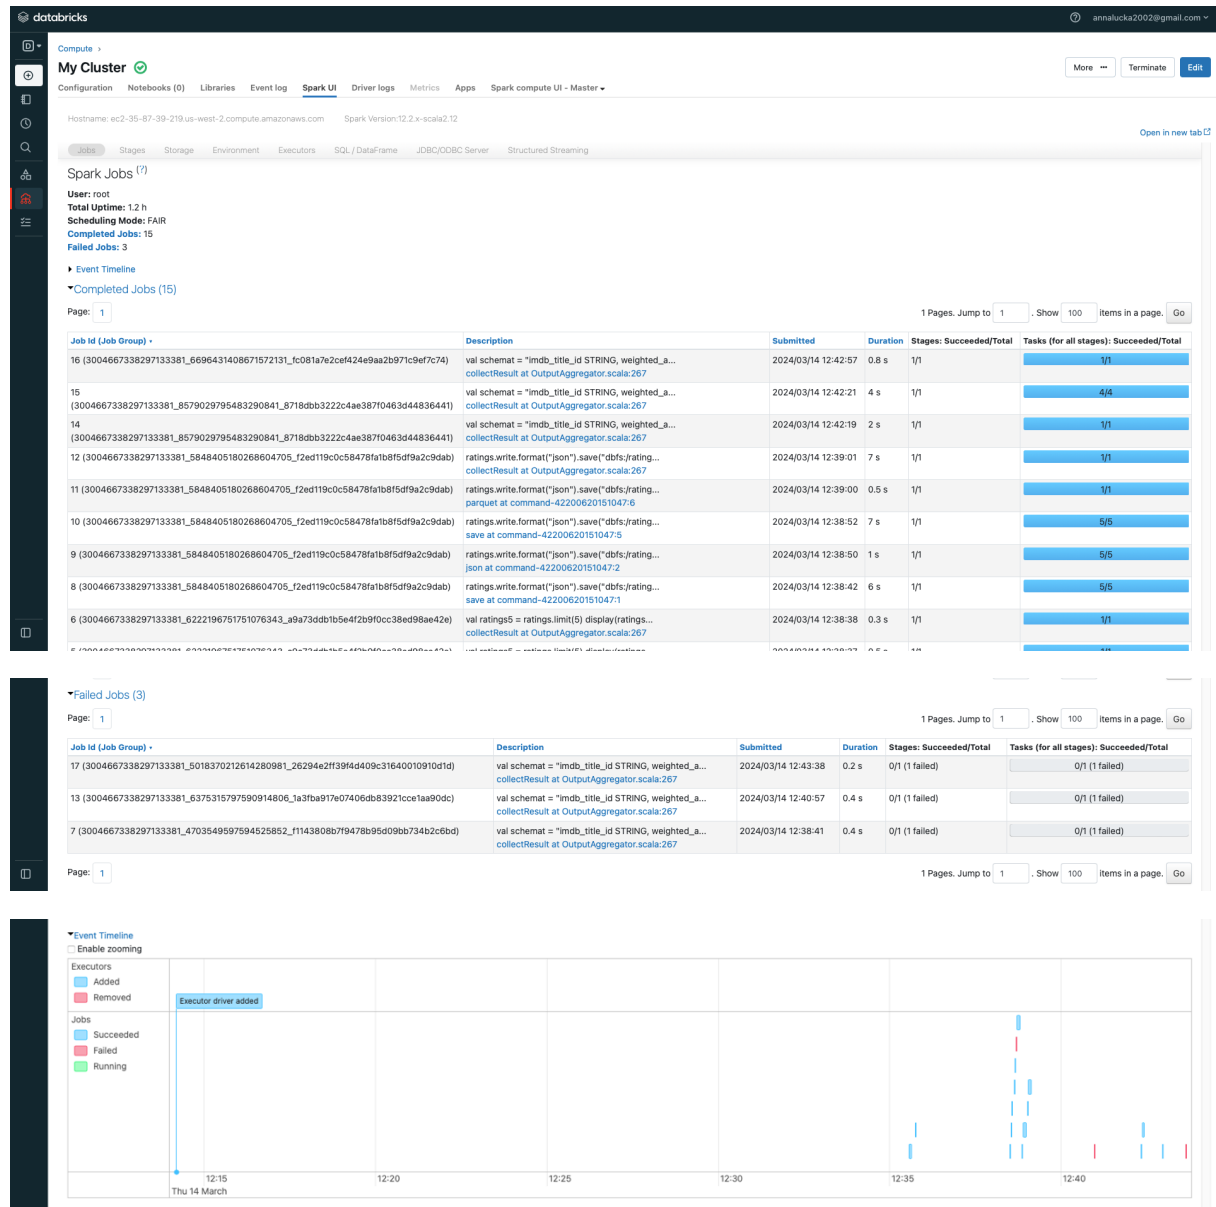 databricks
annalucka2002@gmail.com
D
Compute ›
My Cluster
More ··· Terminate Edit
Configuration Notebooks (0) Libraries Event log Spark UI Driver logs Metrics Apps Spark compute UI - Master
Hostname: ec2-35-87-39-219.us-west-2.compute.amazonaws.com Spark Version:12.2.x-scala2.12
Open in new tab
Jobs Stages Storage Environment Executors SQL / DataFrame JDBC/ODBC Server Structured Streaming
Spark Jobs (?)
User: root
Total Uptime: 1.2 h
Scheduling Mode: FAIR
Completed Jobs: 15
Failed Jobs: 3
Event Timeline
Completed Jobs (15)
Page: 1 1 Pages. Jump to 1 . Show 100 items in a page. Go
Job Id (Job Group) Description Submitted Duration Stages: Succeeded/Total Tasks (for all stages): Succeeded/Total
16 (3004667338297133381_6696431408671572131_fc081a7e2cef424e9aa2b971c9ef7c74) val schemat = "imdb_title_id STRING, weighted_a... 2024/03/14 12:42:57 0.8 s 1/1 1/1
collectResult at OutputAggregator.scala:267
15 val schemat = "imdb_title_id STRING, weighted_a... 2024/03/14 12:42:21 4 s 1/1 4/4
(3004667338297133381_8579029795483290841_8718dbb3222c4ae387f0463d44836441) collectResult at OutputAggregator.scala:267
14 val schemat = "imdb_title_id STRING, weighted_a... 2024/03/14 12:42:19 2 s 1/1 1/1
(3004667338297133381_8579029795483290841_8718dbb3222c4ae387f0463d44836441) collectResult at OutputAggregator.scala:267
12 (3004667338297133381_5848405180268604705_f2ed119c0c58478fa1b8f5df9a2c9dab) ratings.write.format("json").save("dbfs:/rating... 2024/03/14 12:39:01 7 s 1/1 1/1
collectResult at OutputAggregator.scala:267
11 (3004667338297133381_5848405180268604705_f2ed119c0c58478fa1b8f5df9a2c9dab) ratings.write.format("json").save("dbfs:/rating... 2024/03/14 12:39:00 0.5 s 1/1 1/1
parquet at command-42200620151047:6
10 (3004667338297133381_5848405180268604705_f2ed119c0c58478fa1b8f5df9a2c9dab) ratings.write.format("json").save("dbfs:/rating... 2024/03/14 12:38:52 7 s 1/1 5/5
save at command-42200620151047:5
9 (3004667338297133381_5848405180268604705_f2ed119c0c58478fa1b8f5df9a2c9dab) ratings.write.format("json").save("dbfs:/rating... 2024/03/14 12:38:50 1 s 1/1 5/5
json at command-42200620151047:2
8 (3004667338297133381_5848405180268604705_f2ed119c0c58478fa1b8f5df9a2c9dab) ratings.write.format("json").save("dbfs:/rating... 2024/03/14 12:38:42 6 s 1/1 5/5
save at command-42200620151047:1
6 (3004667338297133381_6222196751751076343_a9a73ddb1b5e4f2b9f0cc38ed98ae42e) val ratings5 = ratings.limit(5) display(ratings... 2024/03/14 12:38:38 0.3 s 1/1 1/1
collectResult at OutputAggregator.scala:267
Failed Jobs (3)
Page: 1 1 Pages. Jump to 1 . Show 100 items in a page. Go
Job Id (Job Group) Description Submitted Duration Stages: Succeeded/Total Tasks (for all stages): Succeeded/Total
17 (3004667338297133381_5018370212614280981_26294e2ff39f4d409c31640010910d1d) val schemat = "imdb_title_id STRING, weighted_a... 2024/03/14 12:43:38 0.2 s 0/1 (1 failed) 0/1 (1 failed)
collectResult at OutputAggregator.scala:267
13 (3004667338297133381_6375315797590914806_1a3fba917e07406db83921cce1aa90dc) val schemat = "imdb_title_id STRING, weighted_a... 2024/03/14 12:40:57 0.4 s 0/1 (1 failed) 0/1 (1 failed)
collectResult at OutputAggregator.scala:267
7 (3004667338297133381_4703549597594525852_f1143808b7f9478b95d09bb734b2c6bd) val schemat = "imdb_title_id STRING, weighted_a... 2024/03/14 12:38:41 0.4 s 0/1 (1 failed) 0/1 (1 failed)
collectResult at OutputAggregator.scala:267
Page: 1 1 Pages. Jump to 1 . Show 100 items in a page. Go
Event Timeline
Enable zooming
Executors
Added
Removed
Executor driver added
Jobs
Succeeded
Failed
Running
12:15 12:20 12:25 12:30 12:35 12:40
Thu 14 March